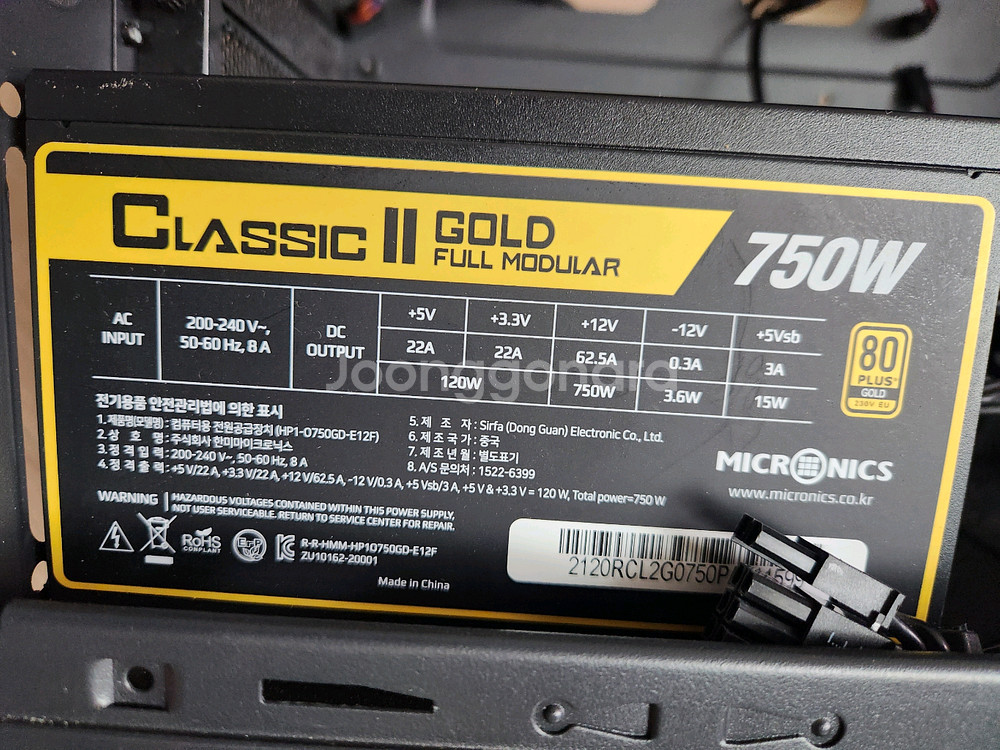 CLASSIC II GOLD
FULL MODULAR
750W
AC INPUT
200-240 V~, 50-60 Hz, 8 A
DC OUTPUT
+5V +3.3V +12V -12V +5Vsb
22A 22A 62.5A 0.3A 3A
120W 750W 3.6W 15W
80
PLUS
GOLD
230V EU
Joonggonara
전기용품 안전관리법에 의한 표시
1. 제품명(모델명) : 컴퓨터용 전원공급장치 (HP1-0750GD-E12F)
2. 상 호 명 : 주식회사 한미마이크로닉스
3. 정 격 입 력 : 200-240 V~, 50-60 Hz, 8 A
4. 정 격 출 력 : +5 V/22 A, +3.3 V/22 A, +12 V/62.5 A, -12 V/0.3 A, +5 Vsb/3 A, +5 V & +3.3 V = 120 W, Total power=750 W
5. 제 조 자 : Sirfa (Dong Guan) Electronic Co., Ltd.
6. 제 조 국 가 : 중국
7. 제 조 년 월 : 별도표기
8. A/S 문의처 : 1522-6399
MICRONICS
www.micronics.co.kr
WARNING
HAZARDOUS VOLTAGES CONTAINED WITHIN THIS POWER SUPPLY,
NOT USER SERVICEABLE. RETURN TO SERVICE CENTER FOR REPAIR.
RoHS
COMPLIANT
ErP
R-R-HMM-HP10750GD-E12F
ZU10162-20001
Made in China
2120RCL2G0750P